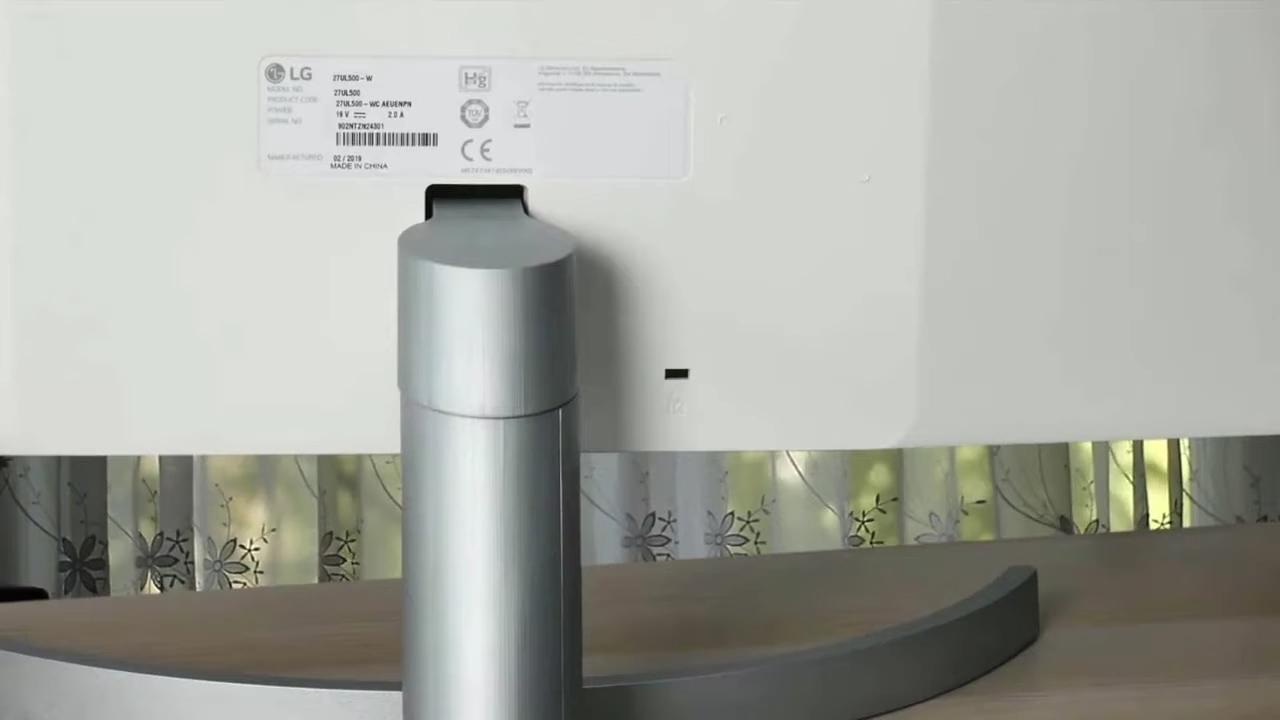 LG
27UL500-W
MODEL NO.
27UL500
PRODUCT CODE
27UL500-WC AEUENPN
POWER
19 V 2.0 A
SERIAL NO
902NTZN24301
MANUFACTURED
02 / 2019
MADE IN CHINA
Hg
TÜV
CE